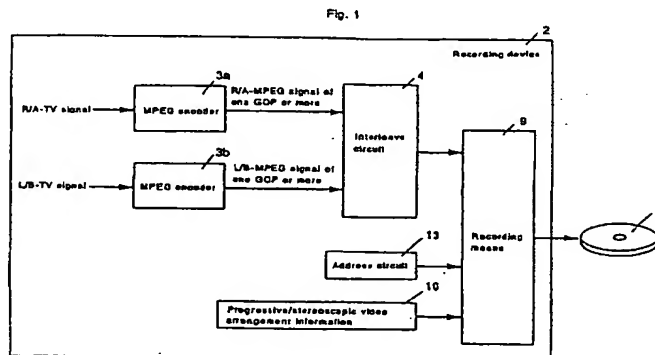 Fig. 1
2
Recording device
3a
R/A-TV signal
MPEG encoder
R/A-MPEG signal of
one GOP or more
4
Interleave
circuit
9
3b
L/B-TV signal
MPEG encoder
L/B-MPEG signal of
one GOP or more
Recording
means
13
Address circuit
10
Progressive/stereoscopic video
arrangement information